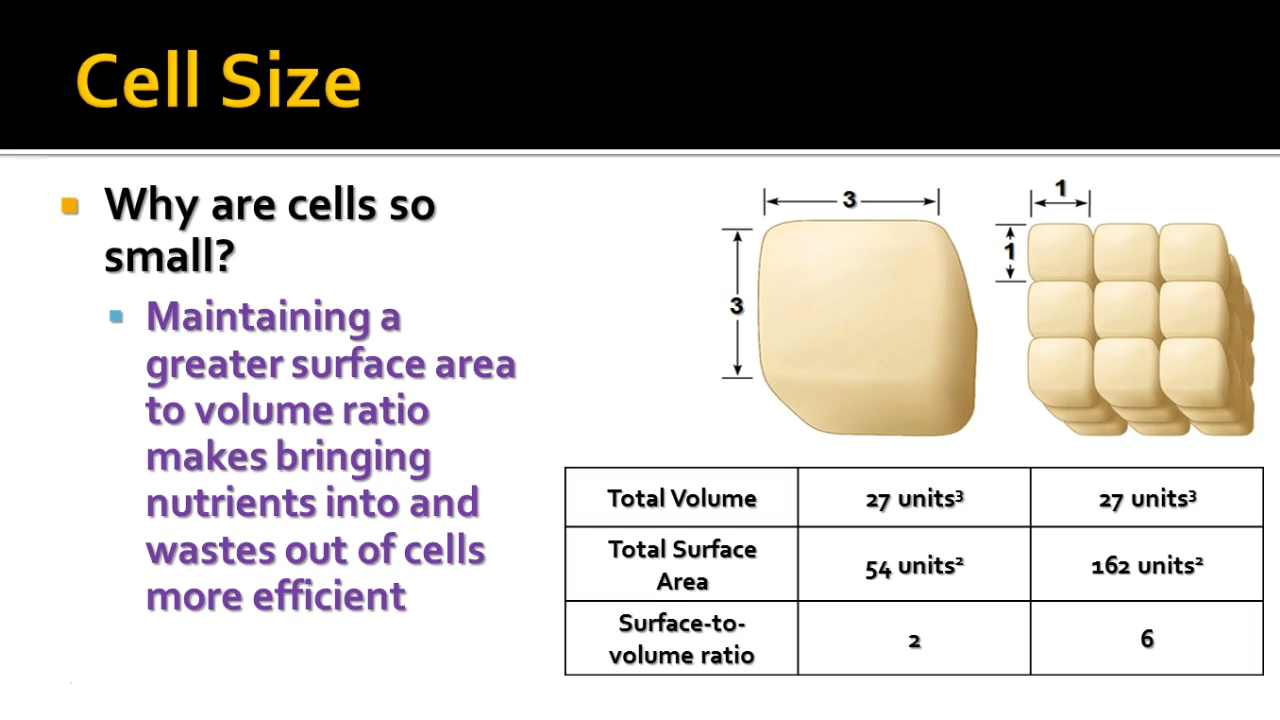 Cell Size
Why are cells so
small?
Maintaining a
greater surface area
to volume ratio
makes bringing
nutrients into and
wastes out of cells
more efficient
3
3
1
1
Total Volume
27 units³
27 units³
Total Surface
Area
54 units²
162 units²
Surface-to-
volume ratio
2
6